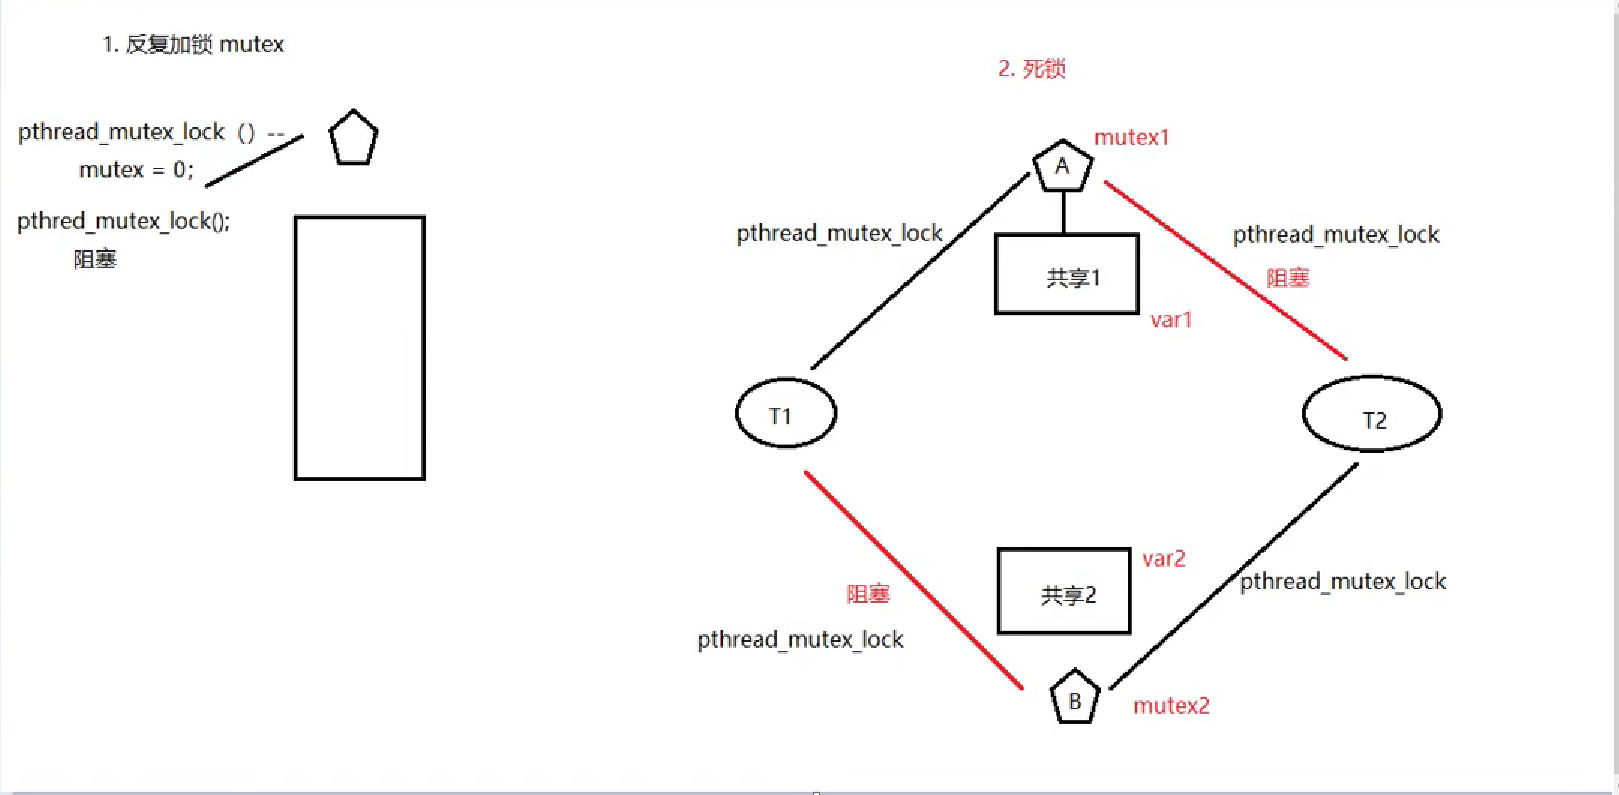 1. 反复加锁 mutex
pthread_mutex_lock () --
mutex = 0;
pthred_mutex_lock();
阻塞
2. 死锁
mutex1
A
pthread_mutex_lock
pthread_mutex_lock
共享1
阻塞
var1
T1
T2
var2
阻塞
共享2
pthread_mutex_lock
pthread_mutex_lock
B
mutex2